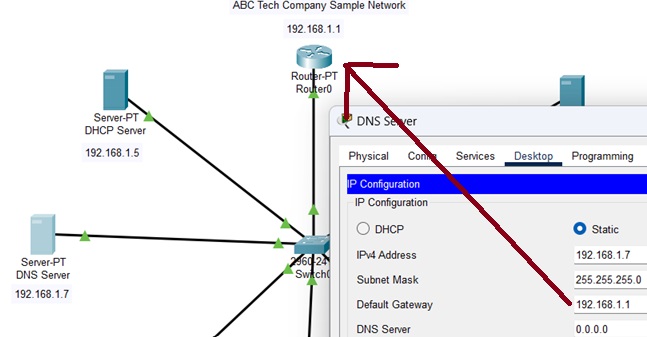 ABC Tech Company Sample Network
192.168.1.1
Router-PT
Router0
Server-PT
DHCP Server
192.168.1.5
Server-PT
DNS Server
192.168.1.7
2960-24
Switch0
DNS Server
Physical Config Services Desktop Programming
IP Configuration
IP Configuration
DHCP Static
IPv4 Address 192.168.1.7
Subnet Mask 255.255.255.0
Default Gateway 192.168.1.1
DNS Server 0.0.0.0